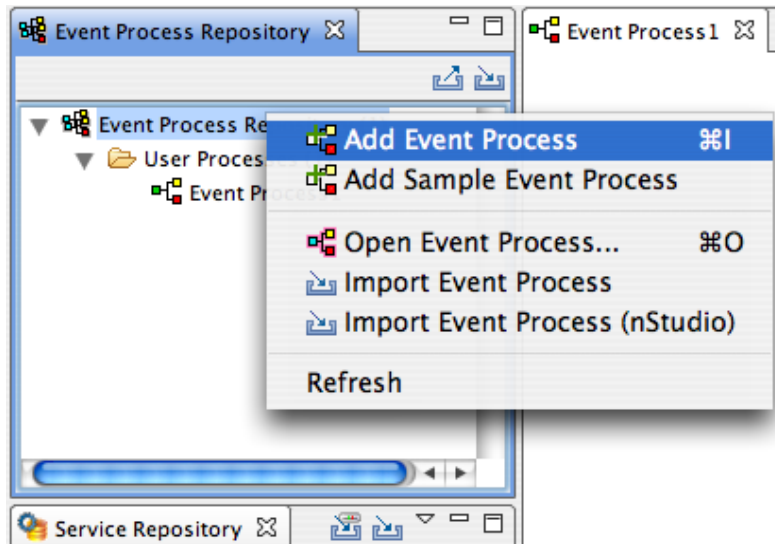 Event Process Repository
Event Process1
Event Process Re
User Process
Event Pr
Add Event Process ⌘I
Add Sample Event Process
Open Event Process... ⌘O
Import Event Process
Import Event Process (nStudio)
Refresh
Service Repository